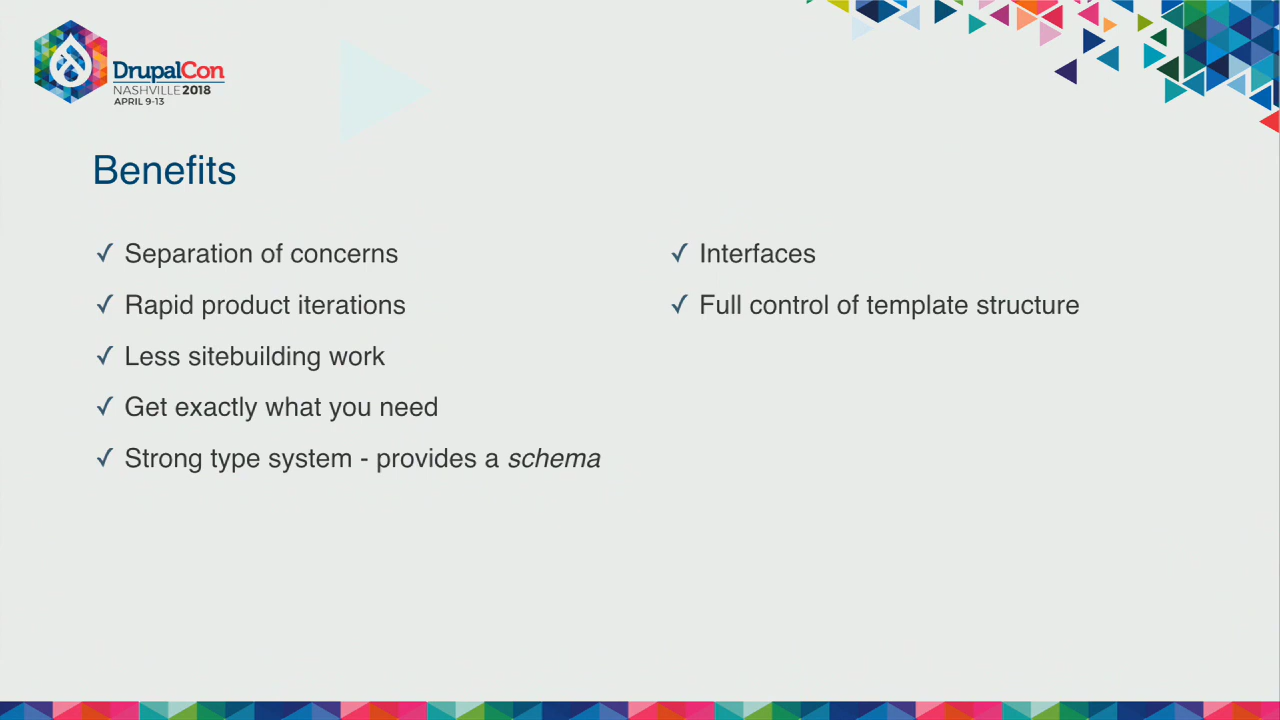 DrupalCon
NASHVILLE 2018
APRIL 9-13
Benefits
✓ Separation of concerns
✓ Rapid product iterations
✓ Less sitebuilding work
✓ Get exactly what you need
✓ Strong type system - provides a schema
✓ Interfaces
✓ Full control of template structure